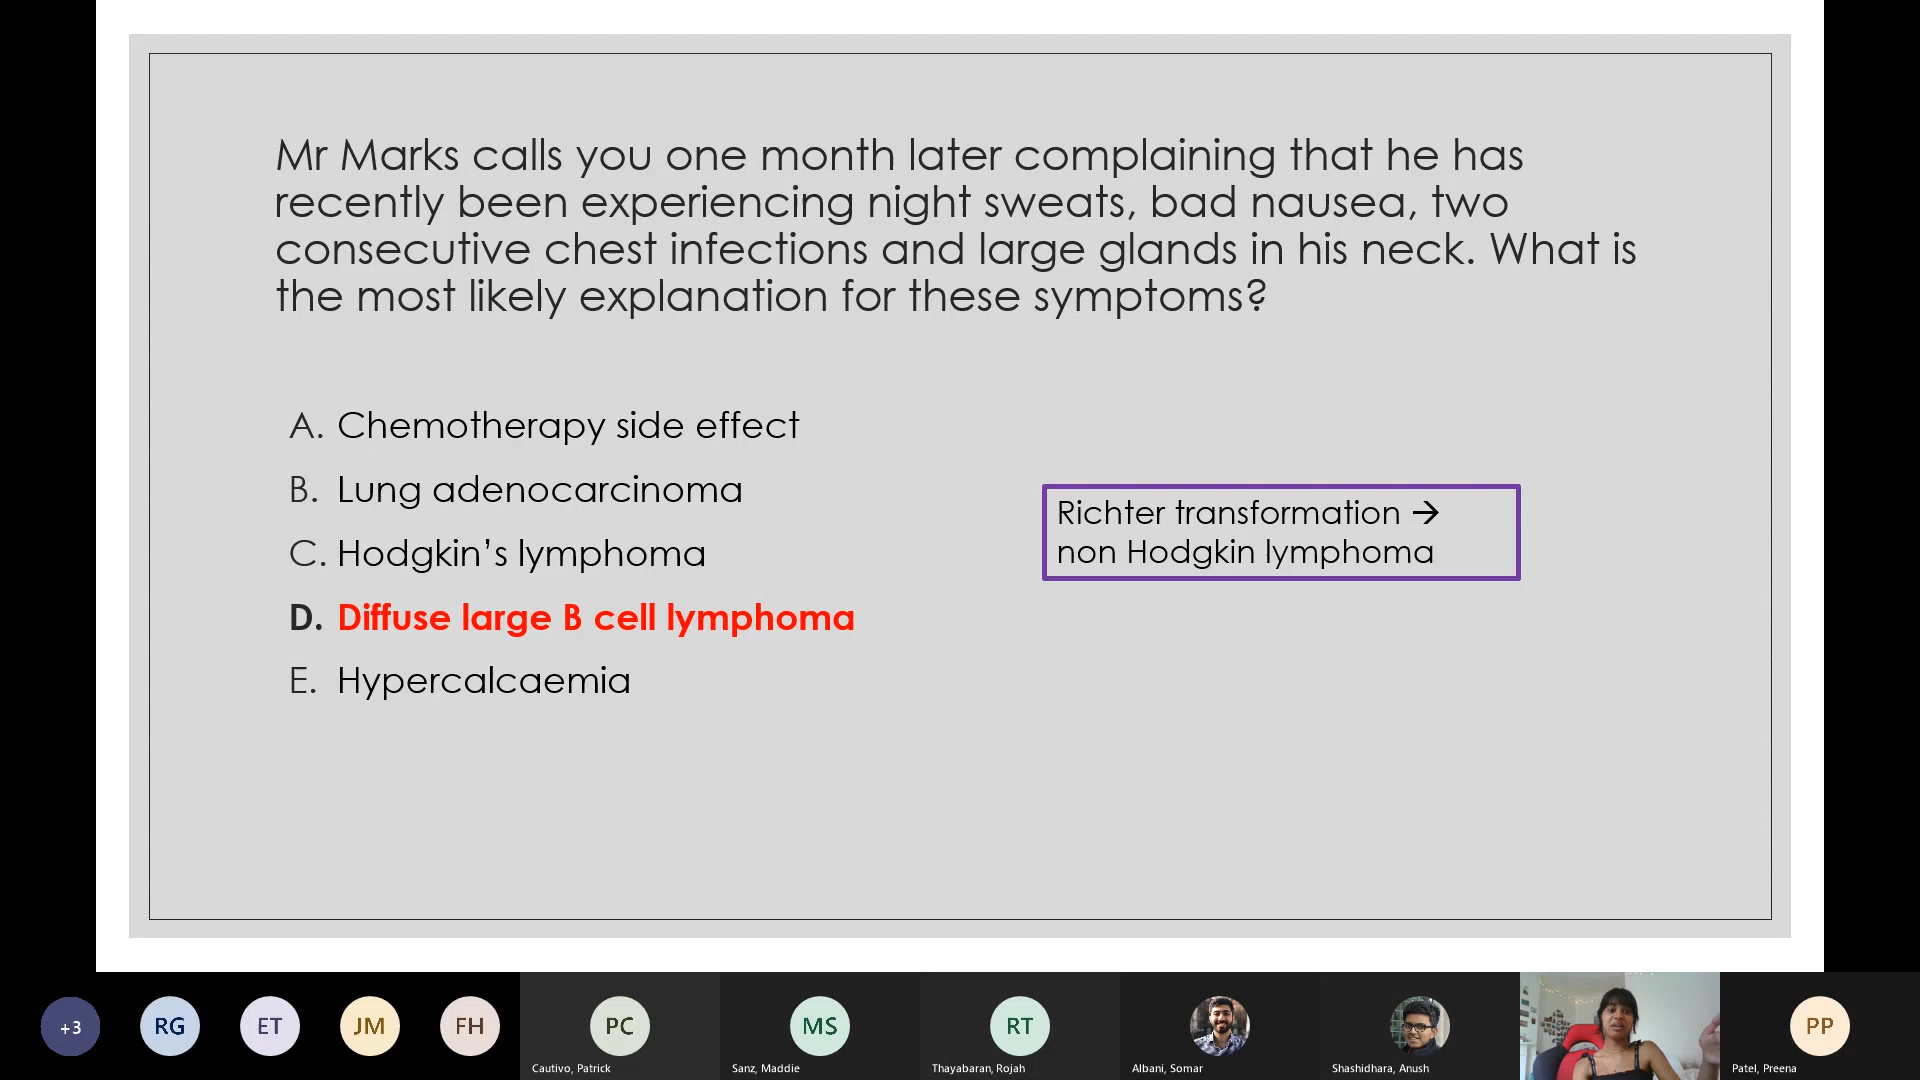 Mr Marks calls you one month later complaining that he has
recently been experiencing night sweats, bad nausea, two
consecutive chest infections and large glands in his neck. What is
the most likely explanation for these symptoms?
A. Chemotherapy side effect
B. Lung adenocarcinoma
C. Hodgkin’s lymphoma
D. Diffuse large B cell lymphoma
E. Hypercalcaemia
Richter transformation →
non Hodgkin lymphoma
+3
RG
ET
JM
FH
PC
Cautivo, Patrick
MS
Sanz, Maddie
RT
Thayabaran, Rojah
Albani, Somar
Shashidhara, Anush
PP
Patel, Preena